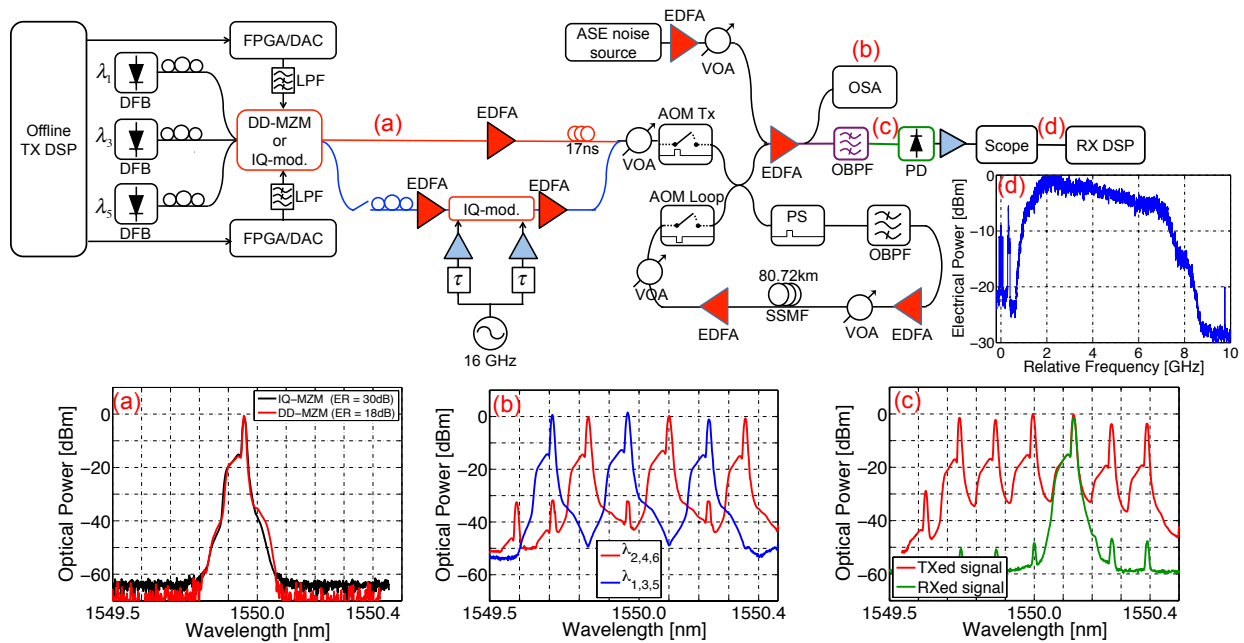 Offline
TX DSP
FPGA/DAC
LPF
λ1
DFB
λ3
DFB
λ5
DFB
DD-MZM
or
IQ-mod.
LPF
FPGA/DAC
(a)
EDFA
17ns
EDFA
IQ-mod.
EDFA
τ
τ
16 GHz
ASE noise
source
EDFA
VOA
VOA
AOM Tx
EDFA
(b)
OSA
OBPF
(c)
PD
Scope
(d)
RX DSP
AOM Loop
VOA
PS
OBPF
EDFA
80.72km
SSMF
VOA
EDFA
(d)
Electrical Power [dBm]
0
−10
−20
−30
0
2
4
6
8
10
Relative Frequency [GHz]
(a)
IQ−MZM (ER = 30dB)
DD−MZM (ER = 18dB)
Optical Power [dBm]
0
−20
−40
−60
1549.5
1550.0
1550.5
Wavelength [nm]
(b)
Optical Power [dBm]
0
−20
−40
−60
λ2,4,6
λ1,3,5
1549.5
1550.0
1550.4
Wavelength [nm]
(c)
Optical Power [dBm]
0
−20
−40
−60
TXed signal
RXed signal
1549.5
1550.0
1550.4
Wavelength [nm]